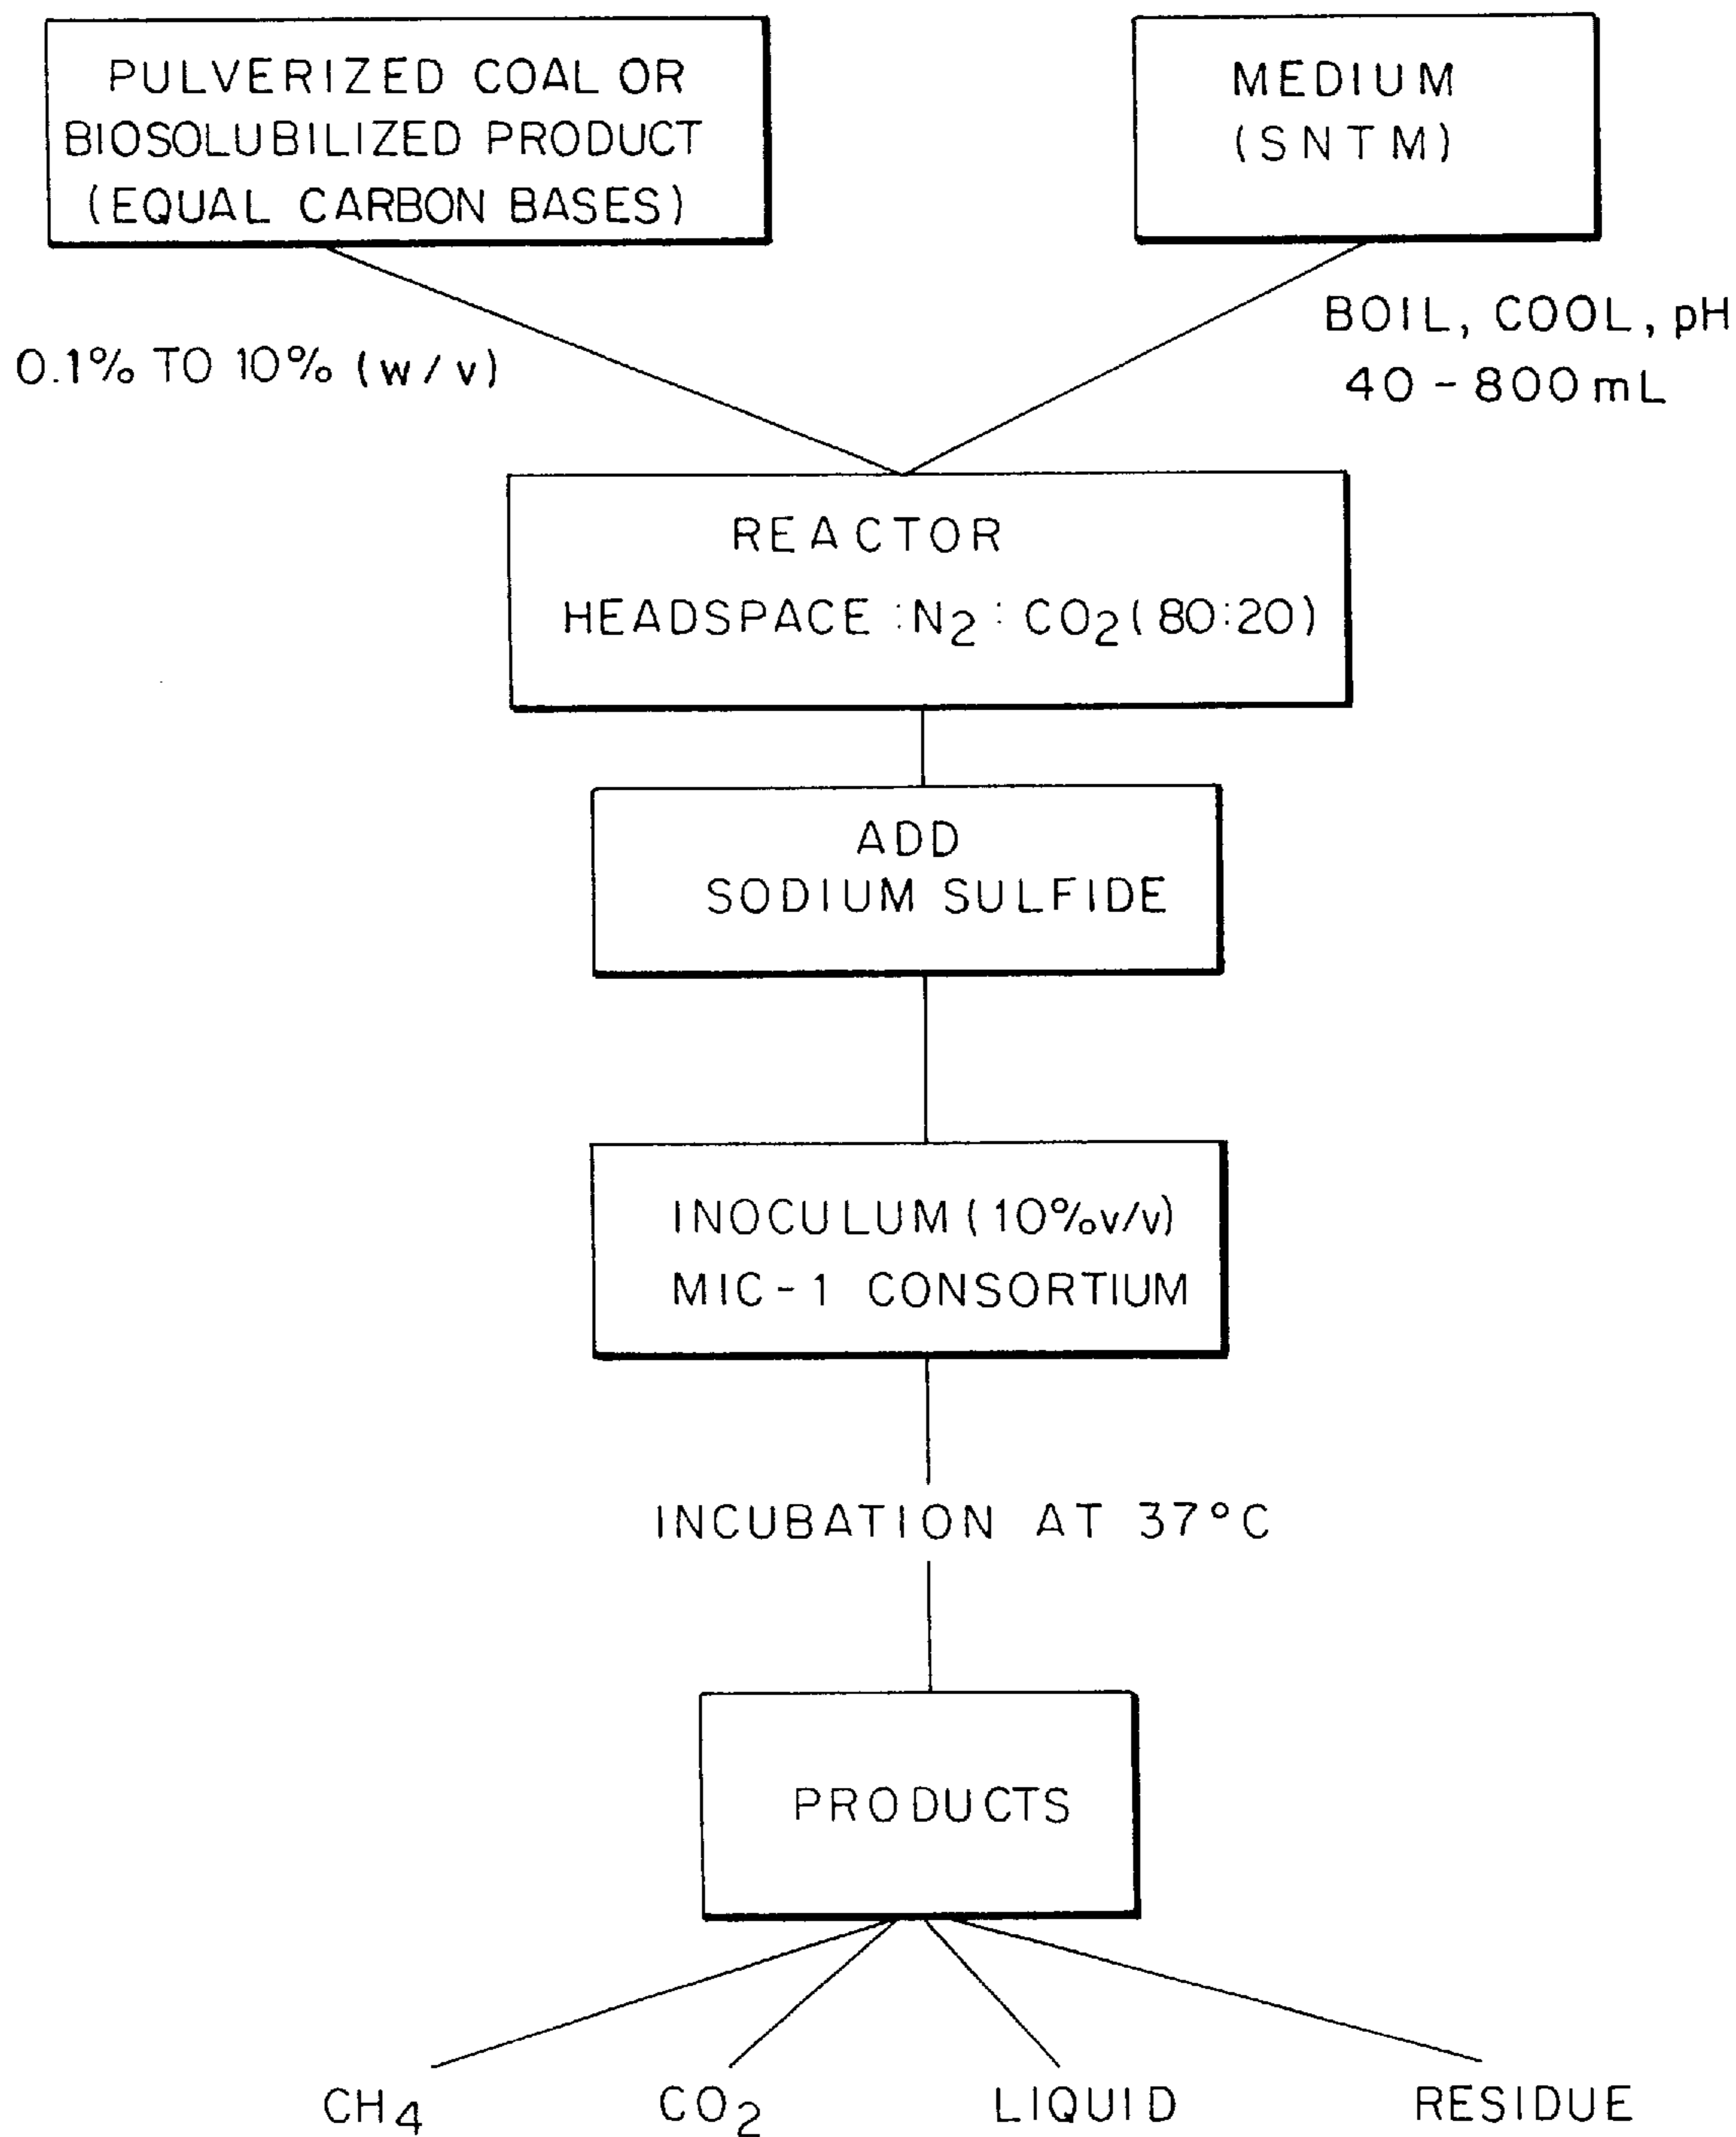 PULVERIZED COAL OR
BIOSOLUBILIZED PRODUCT
(EQUAL CARBON BASES)
MEDIUM
(SNTM)
0.1% TO 10% (w/v)
BOIL, COOL, pH
40-800 mL
REACTOR
HEADSPACE :N₂: CO₂(80:20)
ADD
SODIUM SULFIDE
INOCULUM (10%v/v)
MIC-1 CONSORTIUM
INCUBATION AT 37°C
PRODUCTS
CH₄
CO₂
LIQUID
RESIDUE